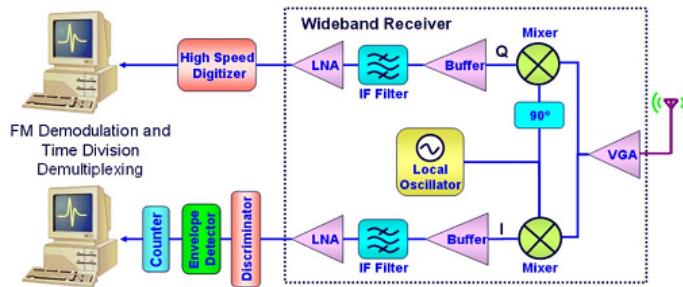 Wideband Receiver
Mixer
High Speed
Digitizer
LNA
IF Filter
Buffer
Q
90º
FM Demodulation and
Time Division
Demultiplexing
Local
Oscillator
VGA
Counter
Envelope
Detector
Discriminator
LNA
IF Filter
Buffer
I
Mixer